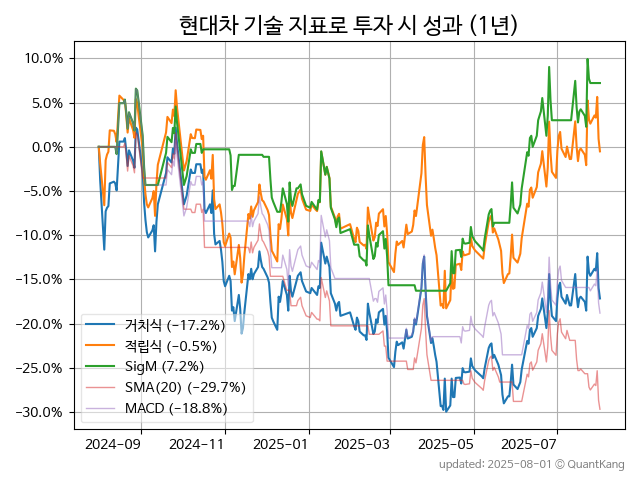 현대차 기술 지표로 투자 시 성과 (1년)
10.0%
5.0%
0.0%
−5.0%
−10.0%
−15.0%
−20.0%
−25.0%
−30.0%
거치식 (−17.2%)
적립식 (−0.5%)
SigM (7.2%)
SMA(20) (−29.7%)
MACD (−18.8%)
2024-09 2024-11 2025-01 2025-03 2025-05 2025-07
updated: 2025-08-01 © QuantKang